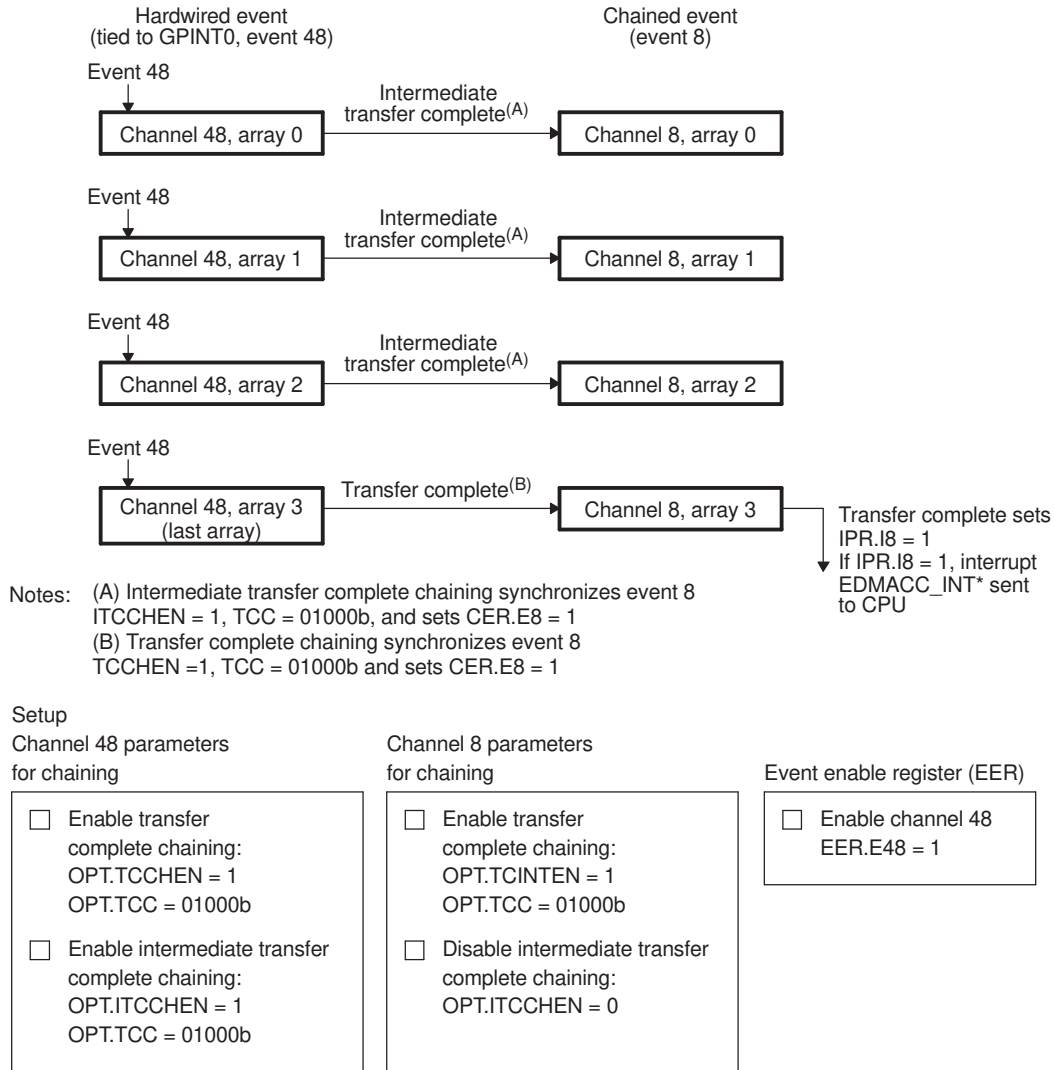 Hardwired event
(tied to GPINT0, event 48)
Chained event
(event 8)
Event 48
Channel 48, array 0
Intermediate
transfer complete(A)
Channel 8, array 0
Event 48
Channel 48, array 1
Intermediate
transfer complete(A)
Channel 8, array 1
Event 48
Channel 48, array 2
Intermediate
transfer complete(A)
Channel 8, array 2
Event 48
Channel 48, array 3
(last array)
Transfer complete(B)
Channel 8, array 3
Transfer complete sets
IPR.I8 = 1
If IPR.I8 = 1, interrupt
EDMACC_INT* sent
to CPU
Notes:
(A) Intermediate transfer complete chaining synchronizes event 8
ITCCHEN = 1, TCC = 01000b, and sets CER.E8 = 1
(B) Transfer complete chaining synchronizes event 8
TCCHEN =1, TCC = 01000b and sets CER.E8 = 1
Setup
Channel 48 parameters
for chaining
Enable transfer
complete chaining:
OPT.TCCHEN = 1
OPT.TCC = 01000b
Enable intermediate transfer
complete chaining:
OPT.ITCCHEN = 1
OPT.TCC = 01000b
Channel 8 parameters
for chaining
Enable transfer
complete chaining:
OPT.TCINTEN = 1
OPT.TCC = 01000b
Disable intermediate transfer
complete chaining:
OPT.ITCCHEN = 0
Event enable register (EER)
Enable channel 48
EER.E48 = 1